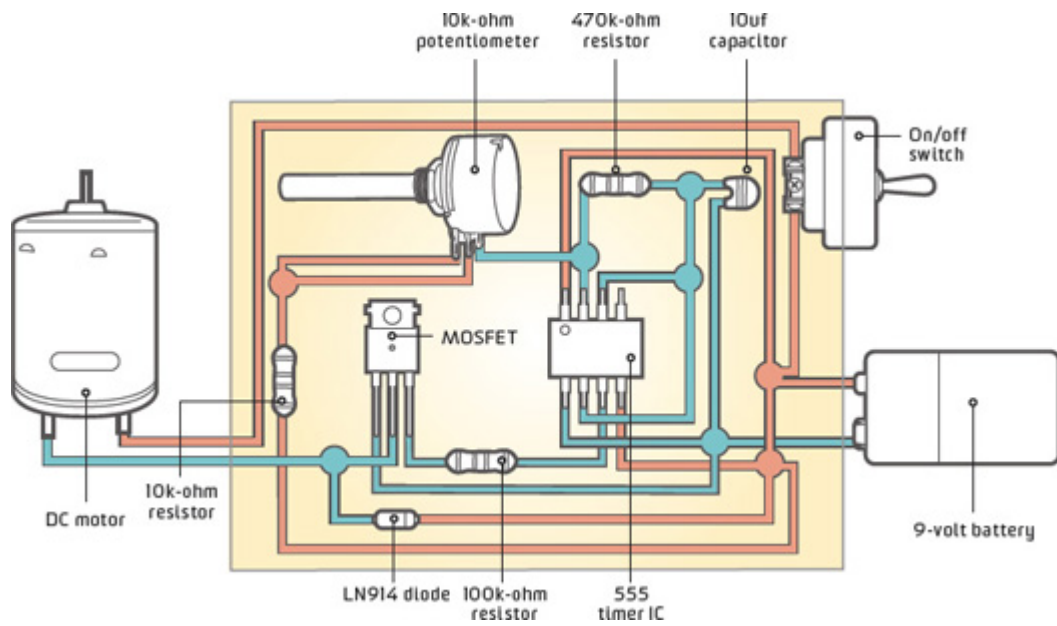 10k-ohm
potentiometer
470k-ohm
resistor
10uf
capacitor
On/off
switch
MOSFET
10k-ohm
resistor
DC motor
9-volt battery
LN914 diode
100k-ohm
resistor
555
timer IC